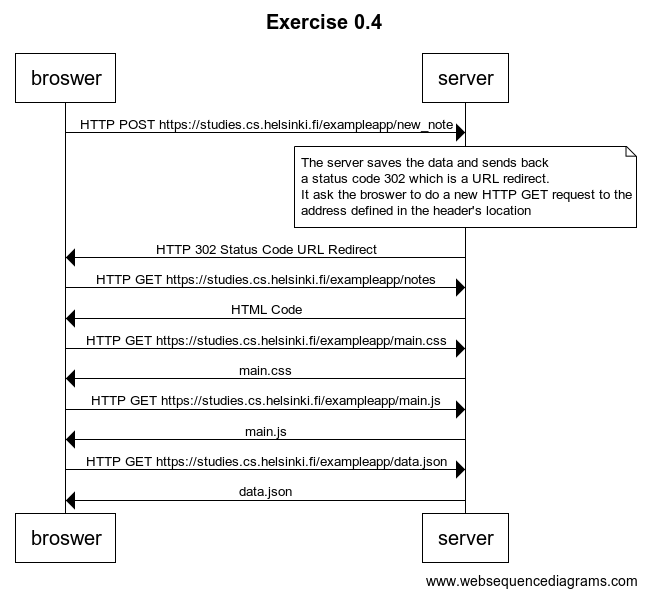 Exercise 0.4
broswer server
HTTP POST https://studies.cs.helsinki.fi/exampleapp/new_note
The server saves the data and sends back
a status code 302 which is a URL redirect.
It ask the broswer to do a new HTTP GET request to the
address defined in the header's location
HTTP 302 Status Code URL Redirect
HTTP GET https://studies.cs.helsinki.fi/exampleapp/notes
HTML Code
HTTP GET https://studies.cs.helsinki.fi/exampleapp/main.css
main.css
HTTP GET https://studies.cs.helsinki.fi/exampleapp/main.js
main.js
HTTP GET https://studies.cs.helsinki.fi/exampleapp/data.json
data.json
broswer server
www.websequencediagrams.com